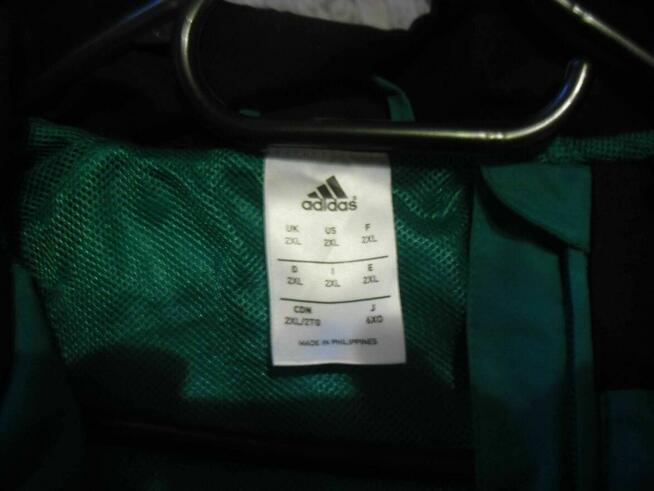 adidas
UK US F
2XL 2XL 2XL
D I E
2XL 2XL 2XL
CDN J
2XL/2TG 6XO
MADE IN PHILIPPINES